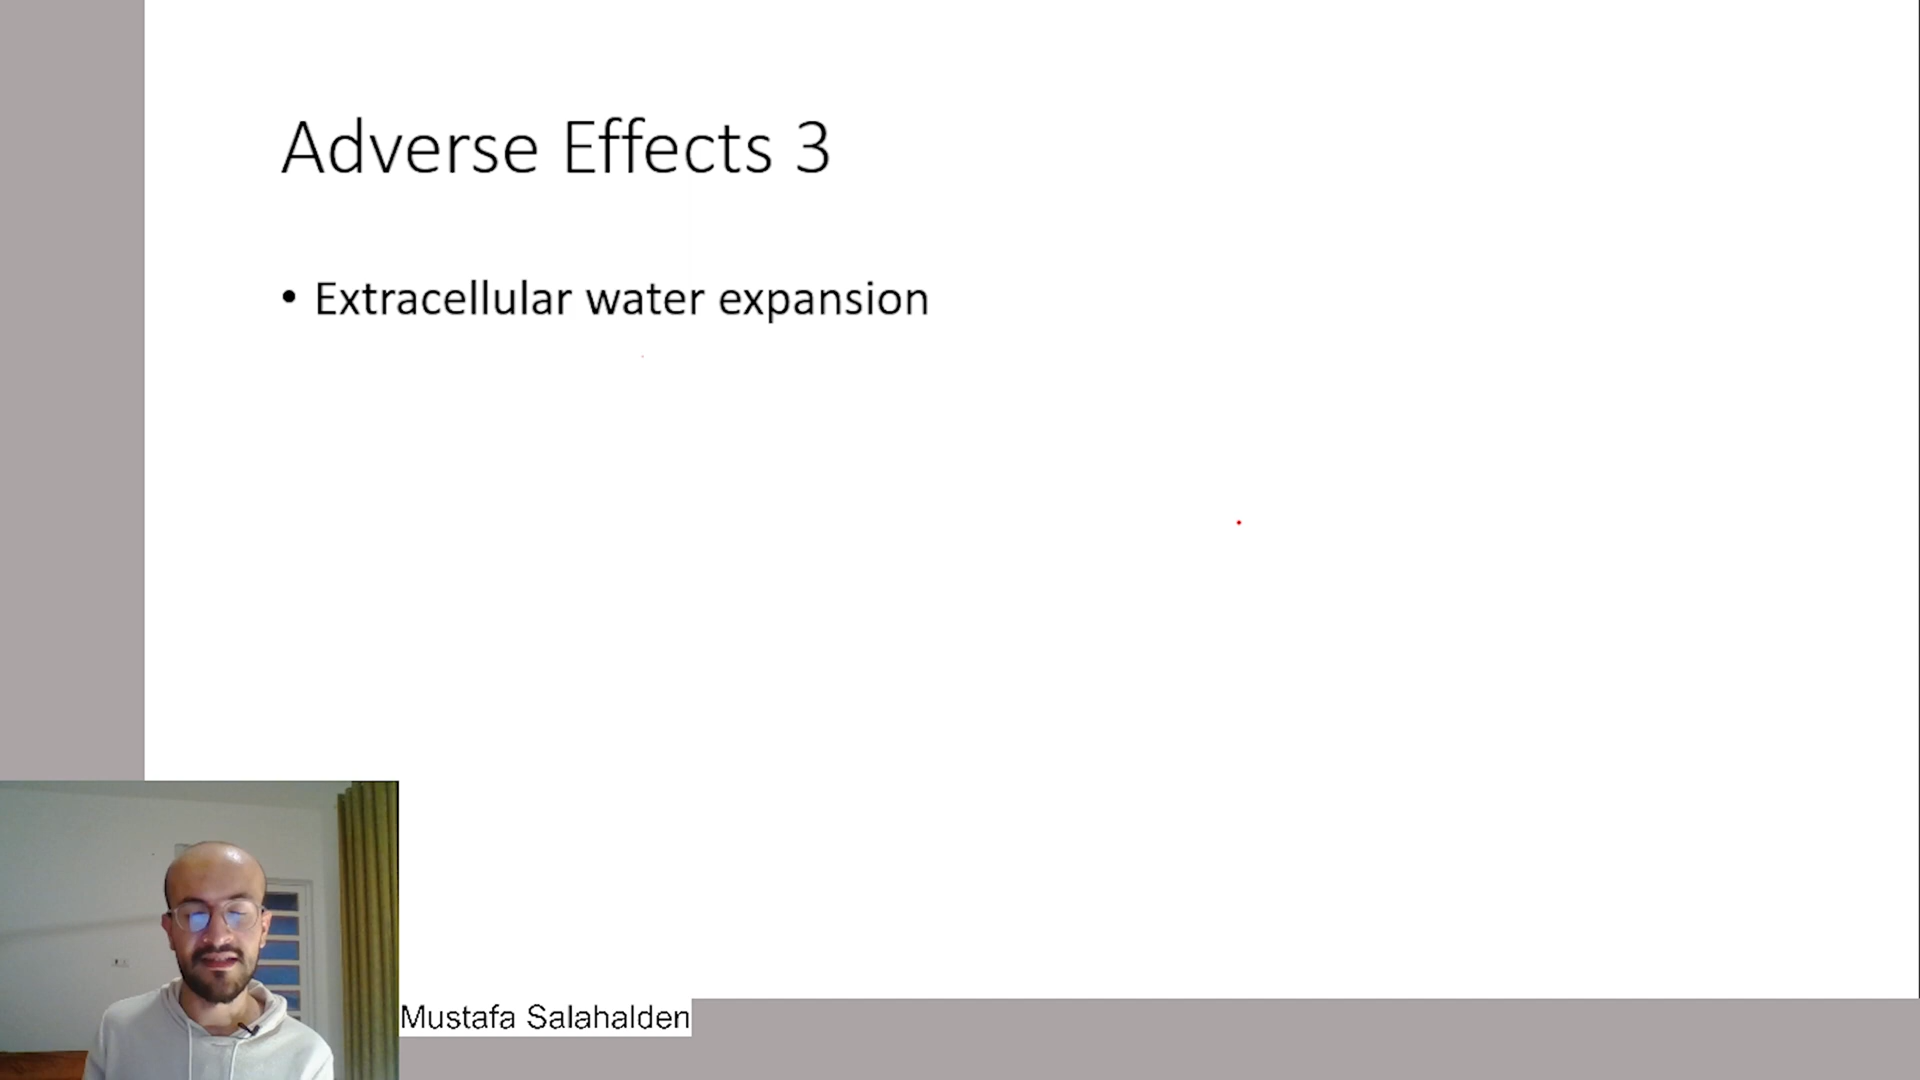 Adverse Effects 3
• Extracellular water expansion
Mustafa Salahalden